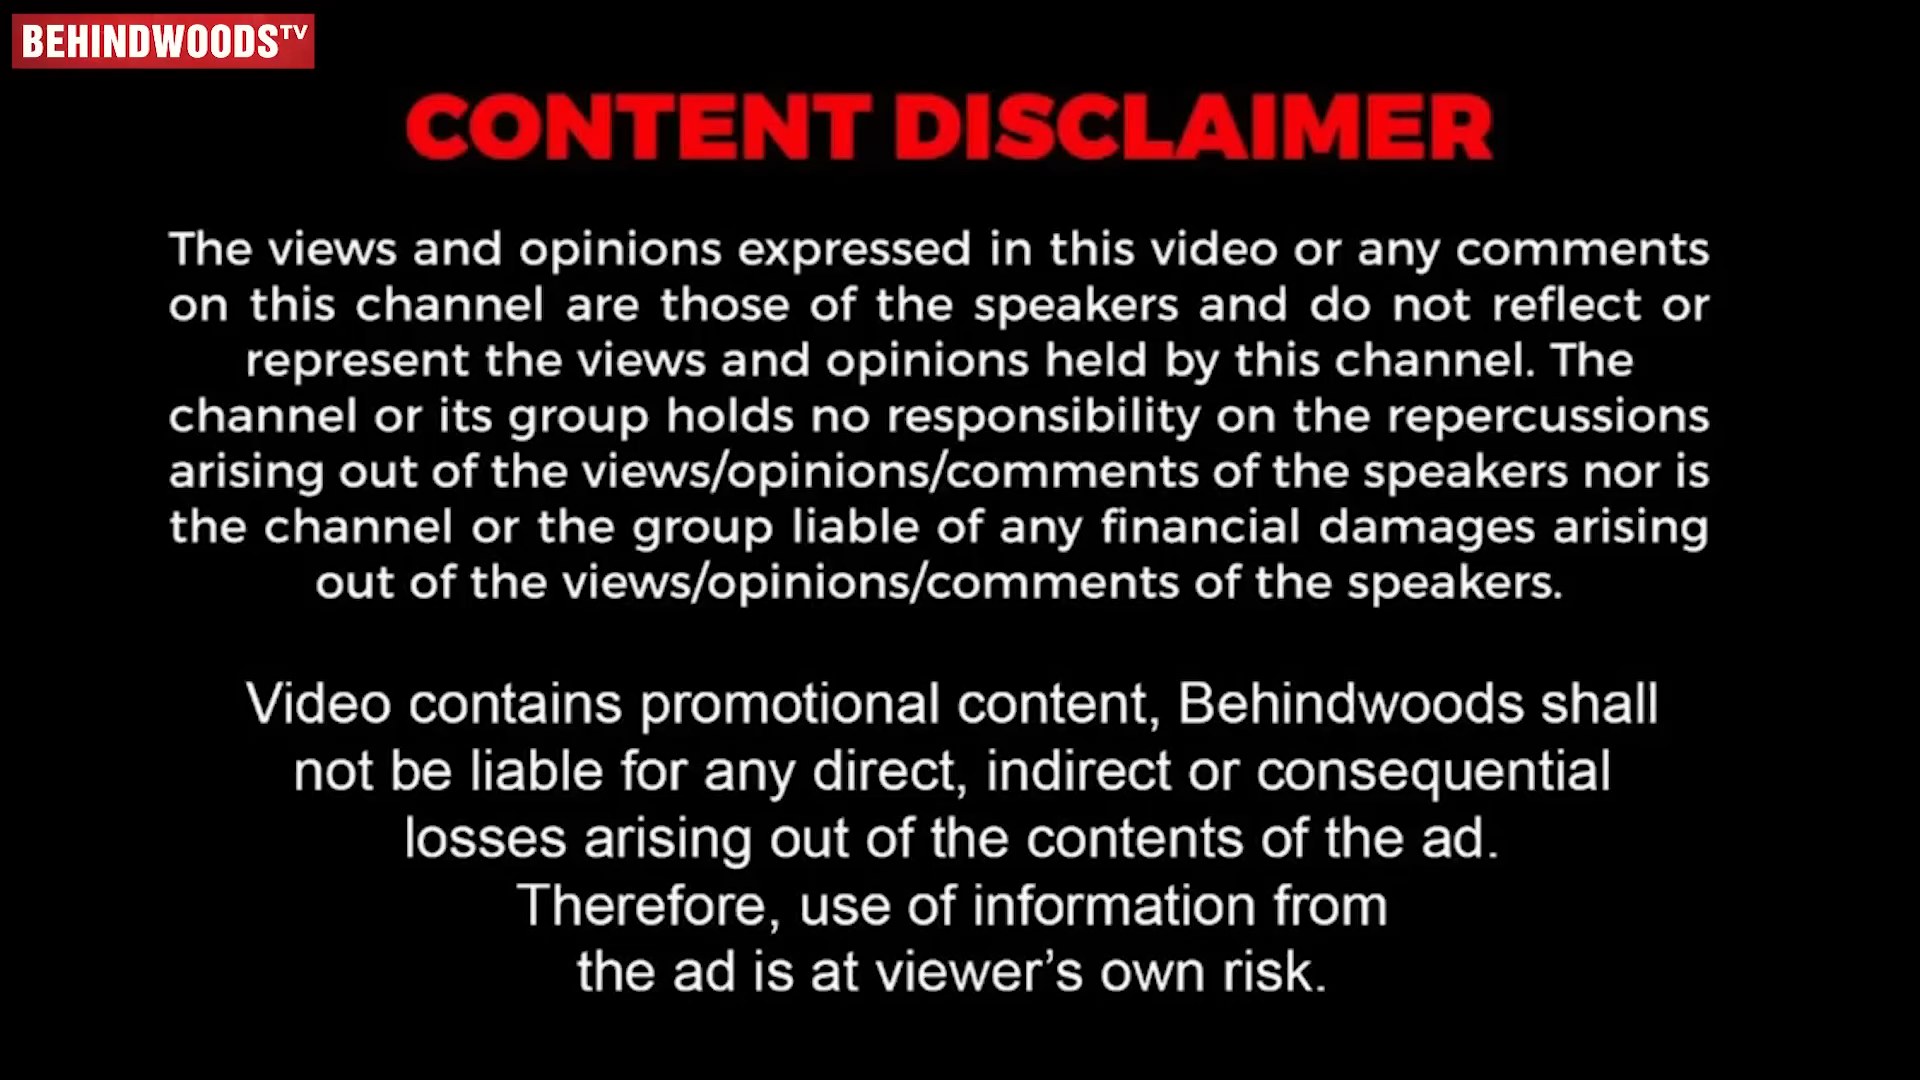 BEHINDWOODSTV
CONTENT DISCLAIMER
The views and opinions expressed in this video or any comments
on this channel are those of the speakers and do not reflect or
represent the views and opinions held by this channel. The
channel or its group holds no responsibility on the repercussions
arising out of the views/opinions/comments of the speakers nor is
the channel or the group liable of any financial damages arising
out of the views/opinions/comments of the speakers.
Video contains promotional content, Behindwoods shall
not be liable for any direct, indirect or consequential
losses arising out of the contents of the ad.
Therefore, use of information from
the ad is at viewer’s own risk.